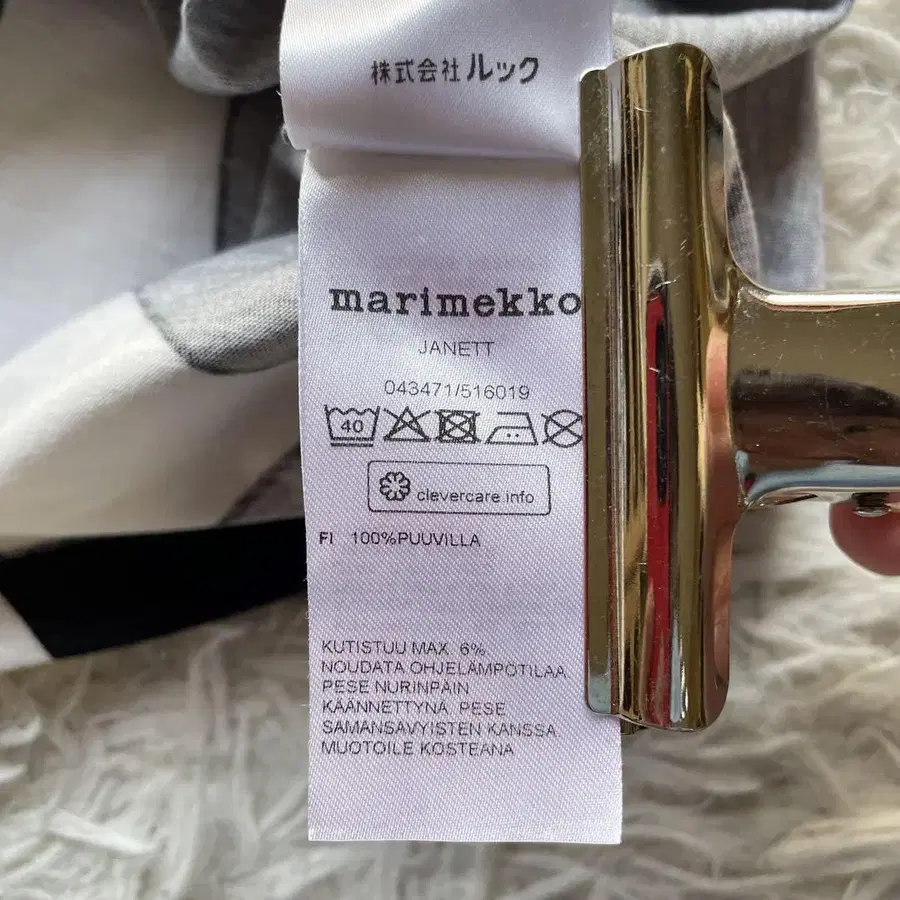 株式会社ルック
marimekko
JANETT
043471/516019
40
clevercare.info
FI 100%PUUVILLA
KUTISTUU MAX. 6%
NOUDATA OHJELÄMPÖTILAA
PESE NURINPÄIN
KÄÄNNETTYNÄ. PESE
SAMANSÄVYISTEN KANSSA
MUOTOILE KOSTEANA